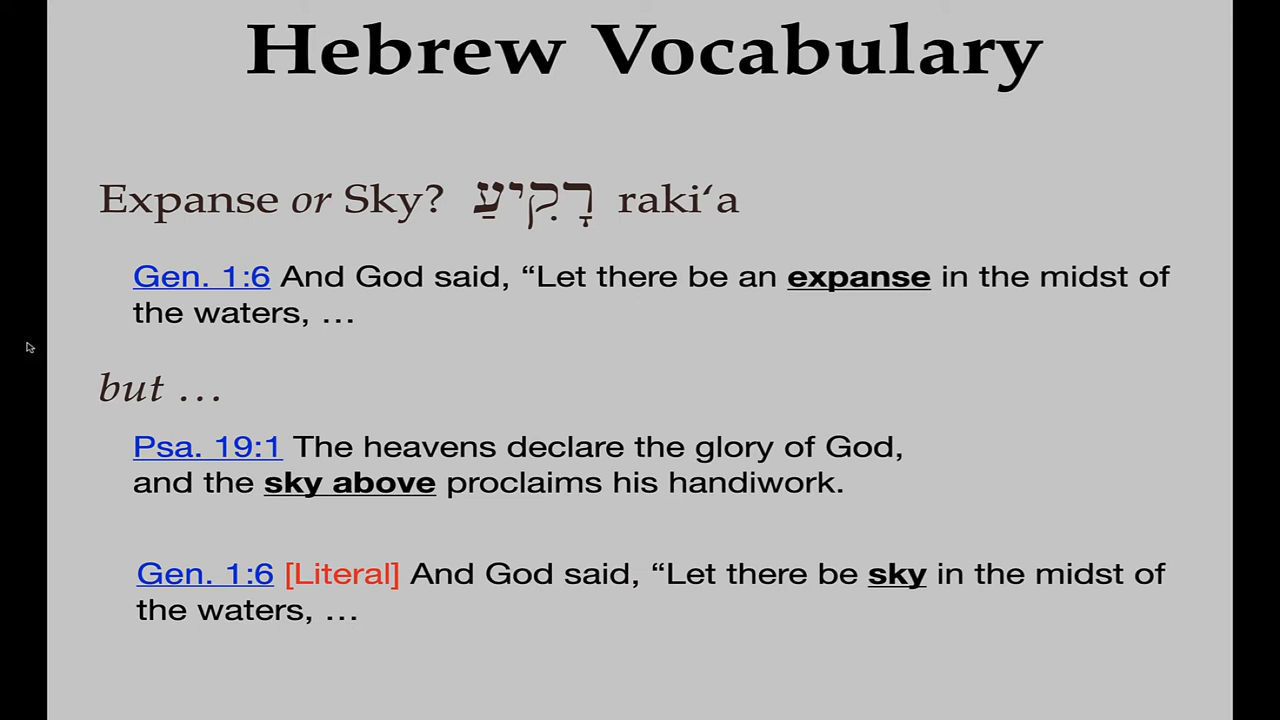 Hebrew Vocabulary
Expanse or Sky? רָקִיעַ raki‘a
Gen. 1:6 And God said, “Let there be an expanse in the midst of
the waters, …
but …
Psa. 19:1 The heavens declare the glory of God,
and the sky above proclaims his handiwork.
Gen. 1:6 [Literal] And God said, “Let there be sky in the midst of
the waters, …